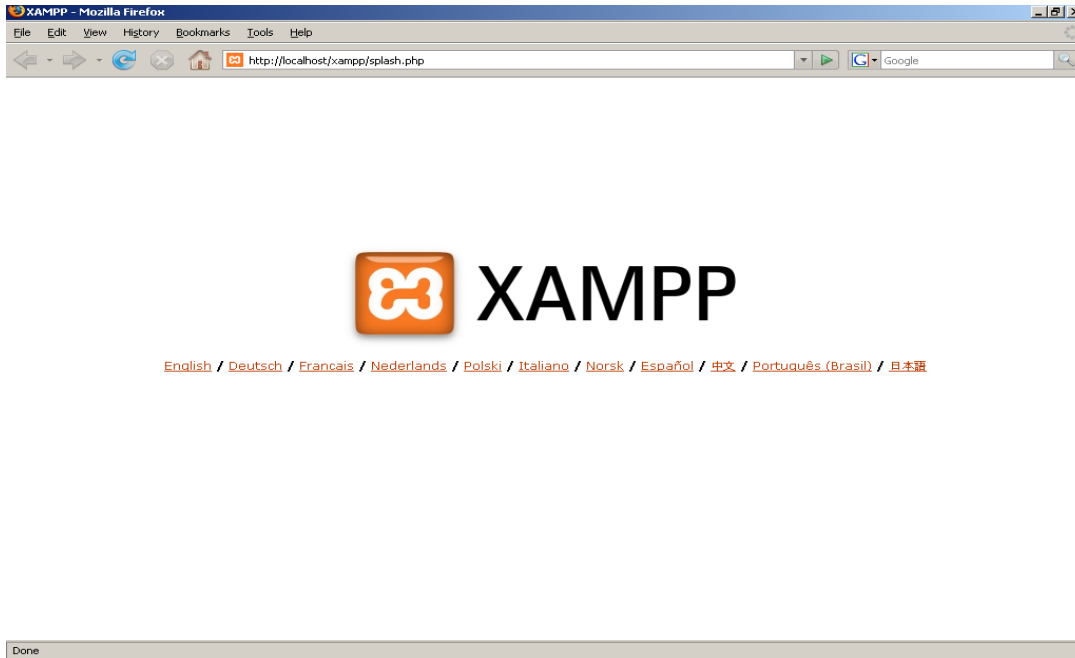 XAMPP - Mozilla Firefox
File Edit View History Bookmarks Tools Help
http://localhost/xampp/splash.php G Google
XAMPP
English / Deutsch / Francais / Nederlands / Polski / Italiano / Norsk / Español / 中文 / Português (Brasil) / 日本語
Done